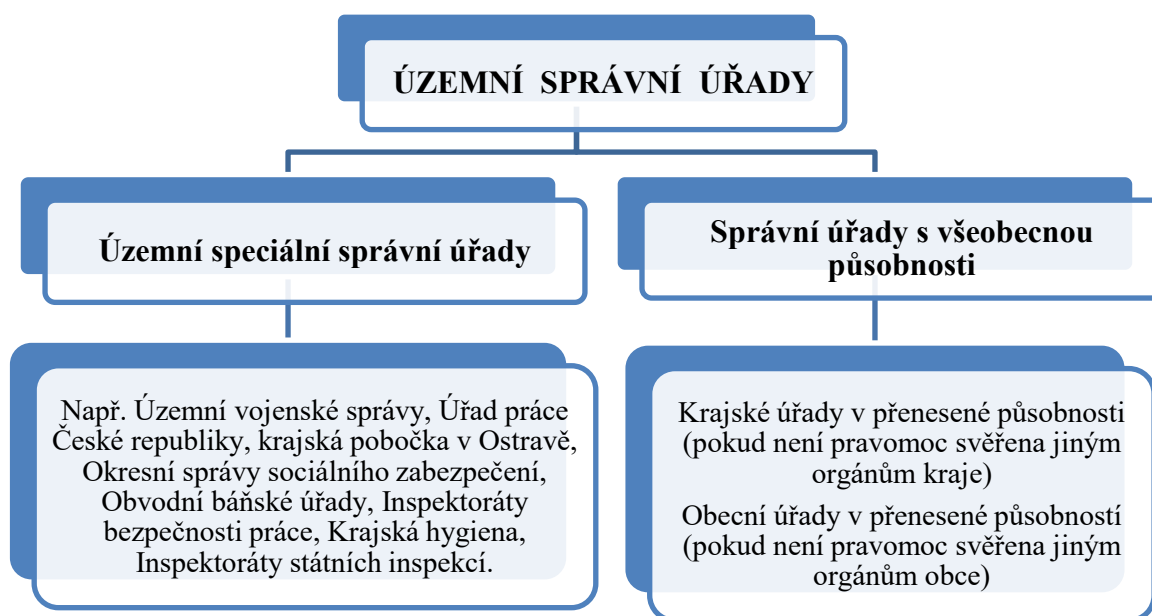 ÚZEMNÍ SPRÁVNÍ ÚŘADY
Územní speciální správní úřady
Správní úřady s všeobecnou
působnosti
Např. Územní vojenské správy, Úřad práce
České republiky, krajská pobočka v Ostravě,
Okresní správy sociálního zabezpečení,
Obvodní báňské úřady, Inspektoráty
bezpečnosti práce, Krajská hygiena,
Inspektoráty státních inspekcí.
Krajské úřady v přenesené působnosti
(pokud není pravomoc svěřena jiným
orgánům kraje)
Obecní úřady v přenesené působností
(pokud není pravomoc svěřena jiným
orgánům obce)